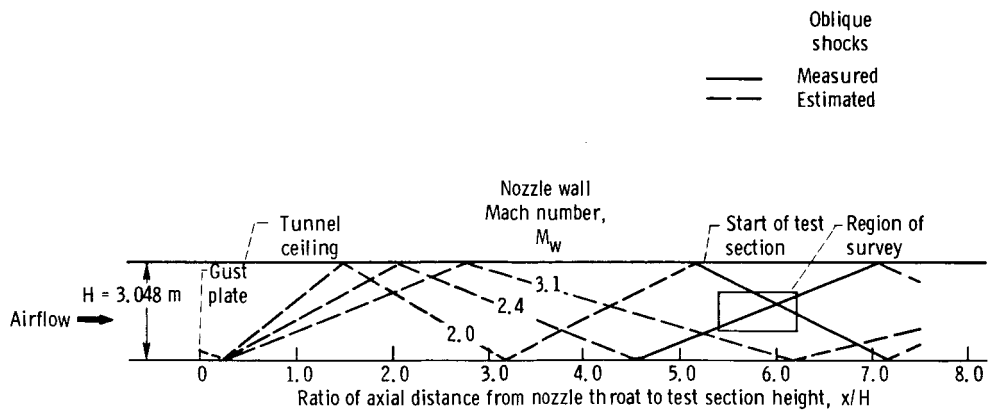 Oblique
shocks
Measured
Estimated
Nozzle wall
Mach number,
M_w
Tunnel
ceiling
Start of test
section
Region of
survey
Gust
plate
H = 3.048 m
Airflow
3.1
2.4
2.0
0 1.0 2.0 3.0 4.0 5.0 6.0 7.0 8.0
Ratio of axial distance from nozzle throat to test section height, x/H